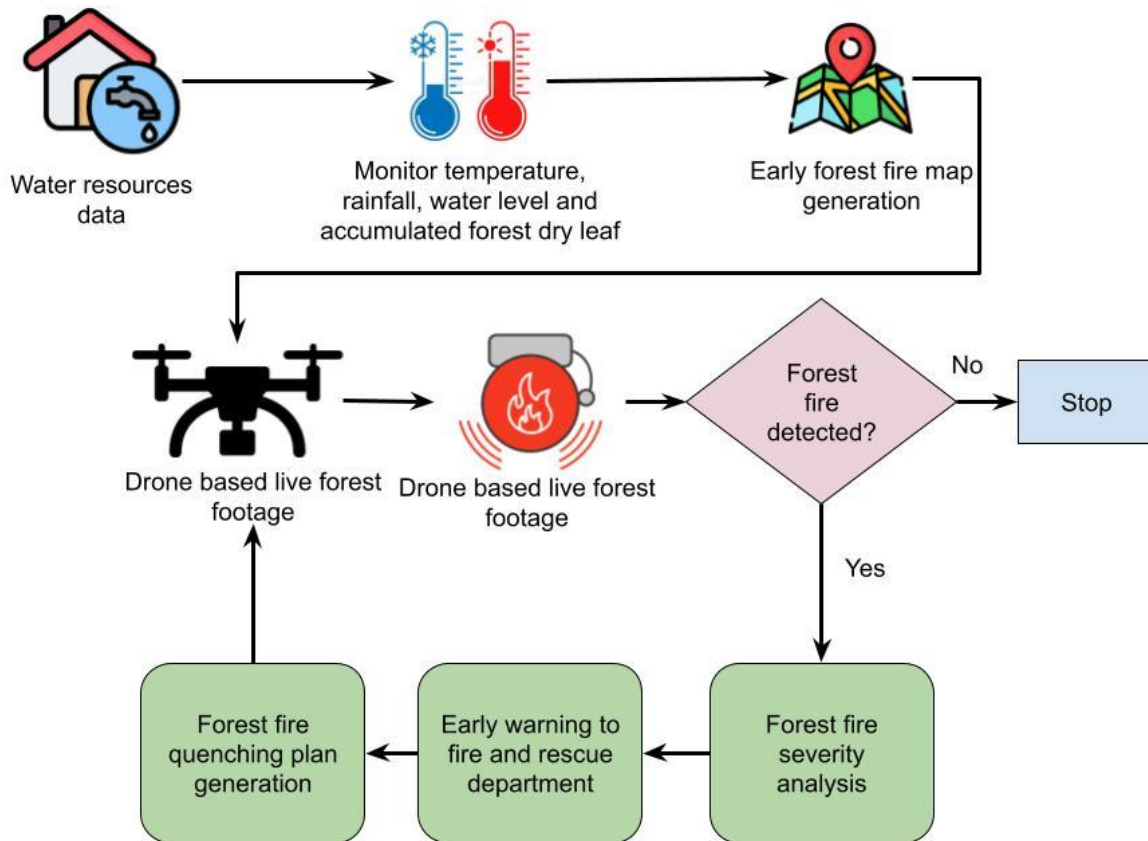 Water resources
data
Monitor temperature,
rainfall, water level and
accumulated forest dry leaf
Early forest fire map
generation
Drone based live forest
footage
Drone based live forest
footage
Forest
fire
detected?
No
Stop
Yes
Forest fire
severity
analysis
Early warning to
fire and rescue
department
Forest fire
quenching plan
generation